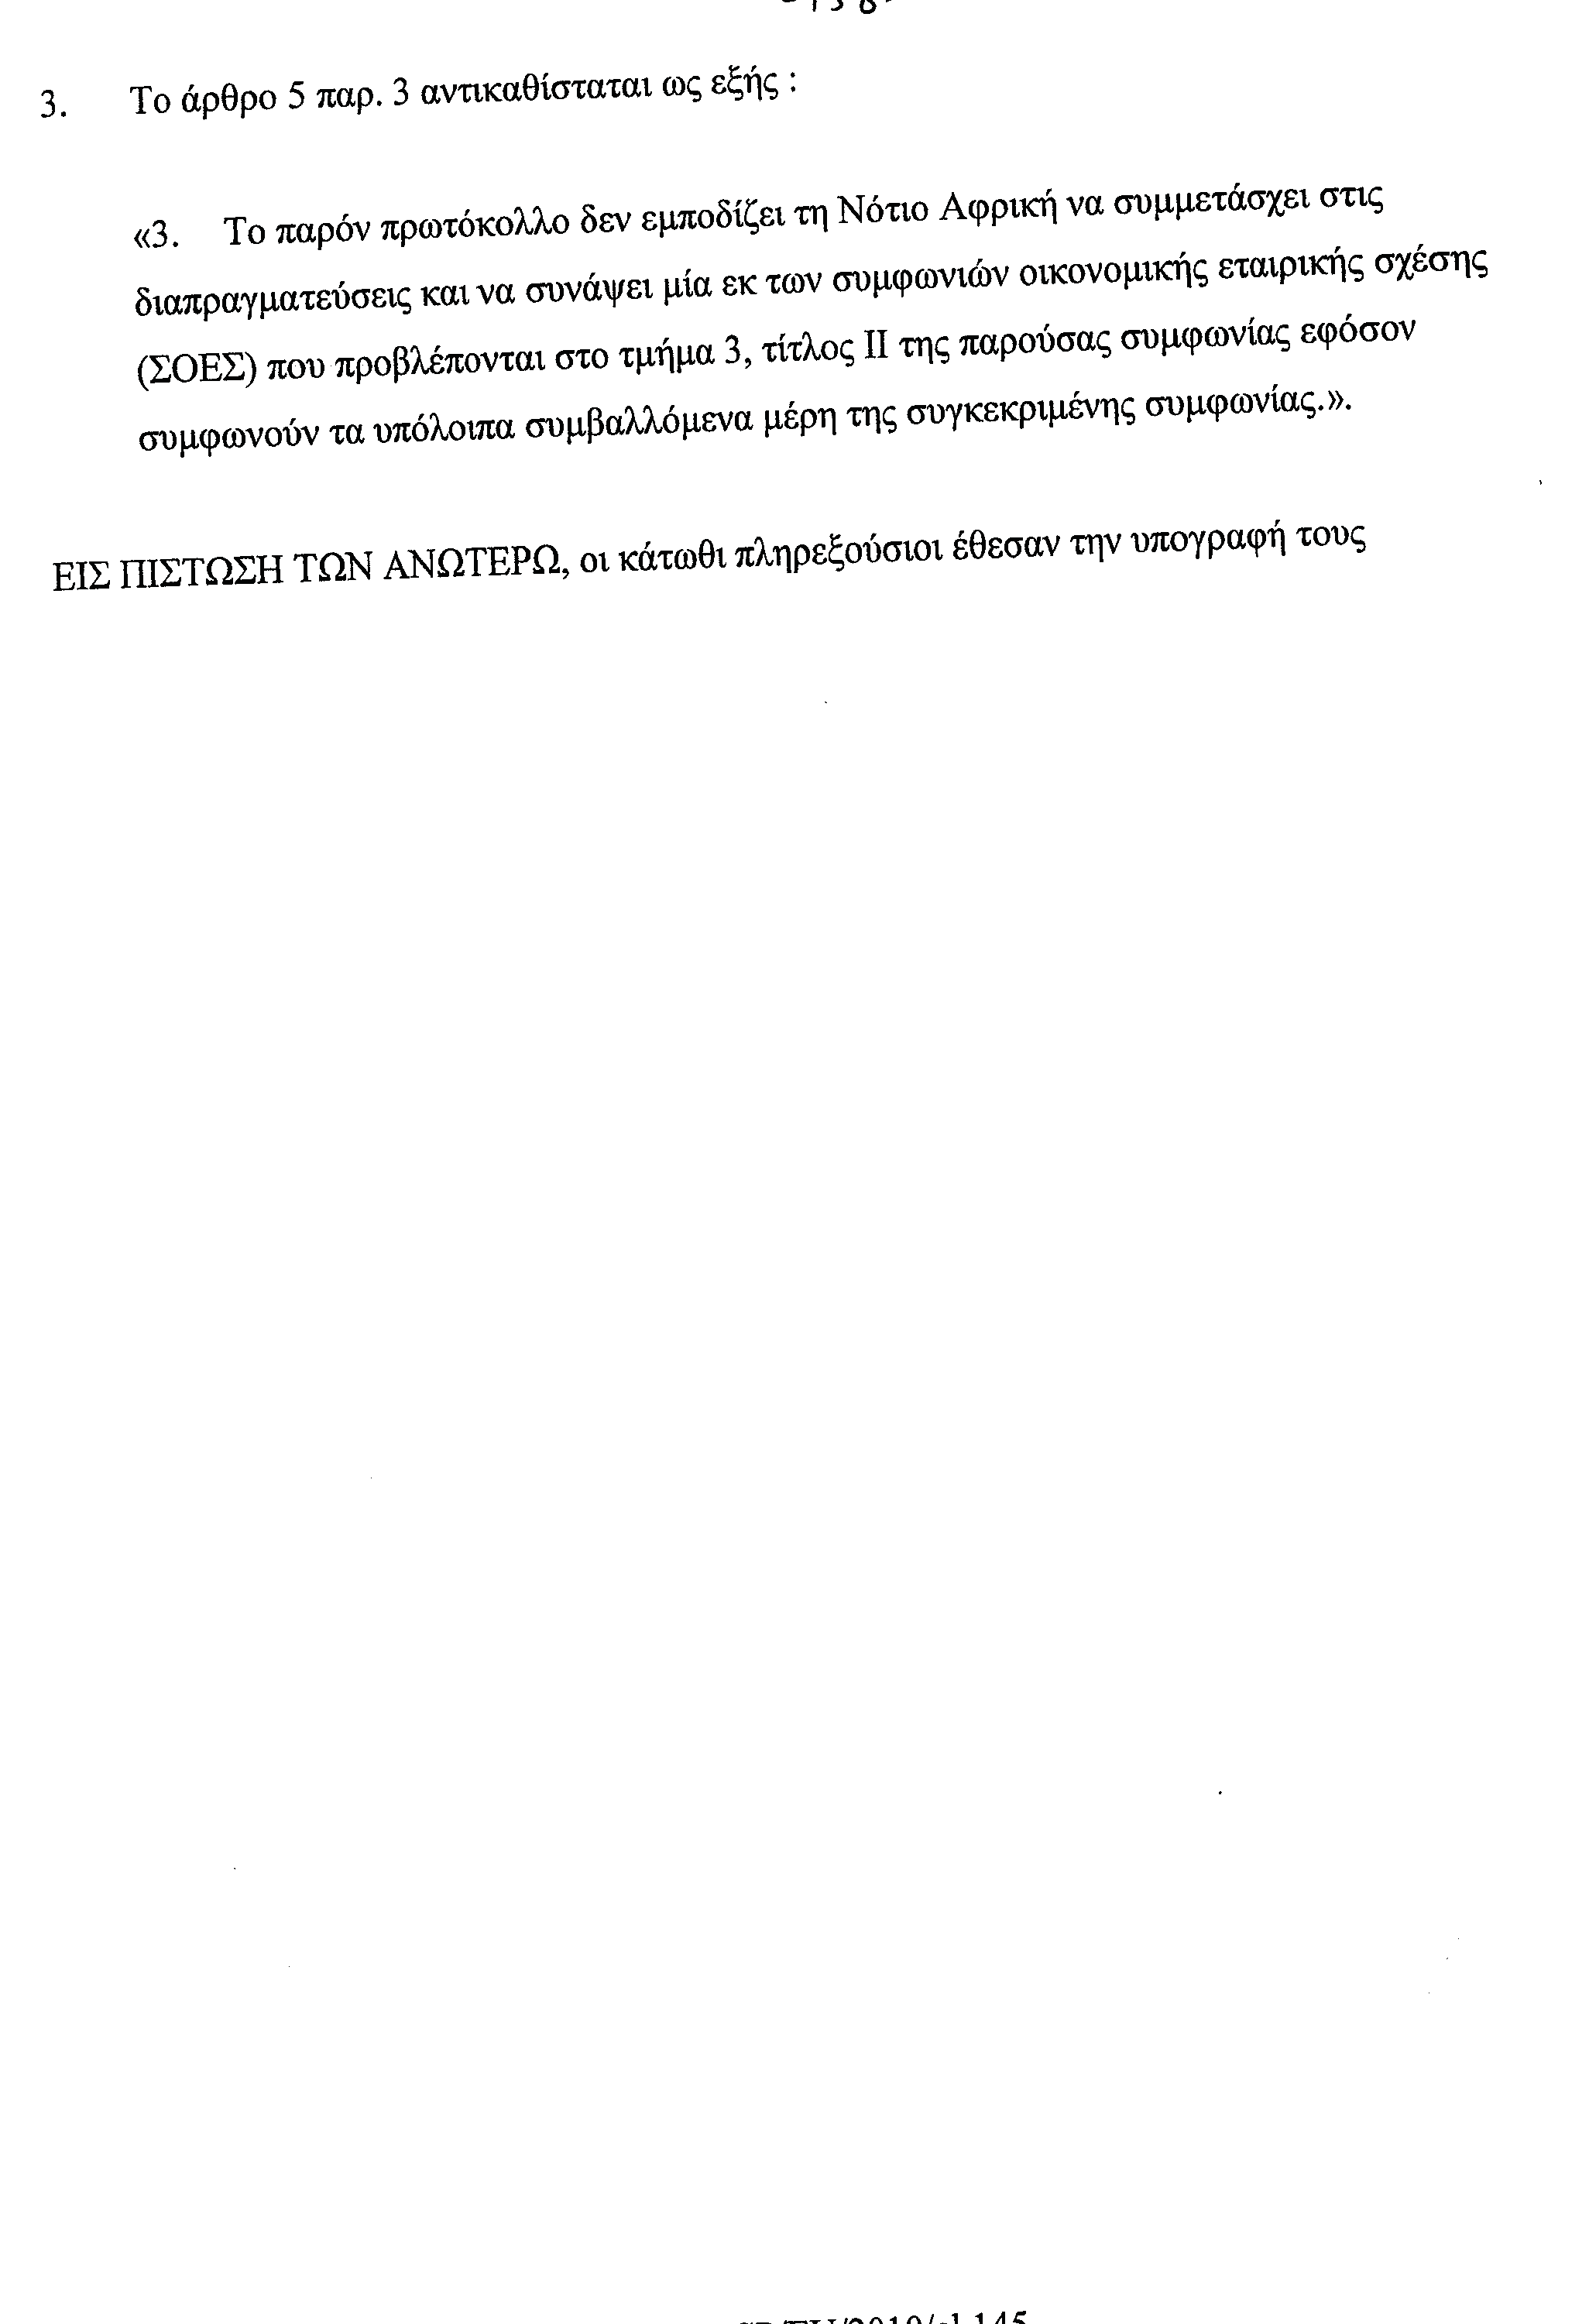 3. Το άρθρο 5 παρ. 3 αντικαθίσταται ως εξής :
«3. Το παρόν πρωτόκολλο δεν εμποδίζει τη Νότιο Αφρική να συμμετάσχει στις
διαπραγματεύσεις και να συνάψει μία εκ των συμφωνιών οικονομικής εταιρικής σχέσης
(ΣΟΕΣ) που προβλέπονται στο τμήμα 3, τίτλος ΙΙ της παρούσας συμφωνίας εφόσον
συμφωνούν τα υπόλοιπα συμβαλλόμενα μέρη της συγκεκριμένης συμφωνίας.».
ΕΙΣ ΠΙΣΤΩΣΗ ΤΩΝ ΑΝΩΤΕΡΩ, οι κάτωθι πληρεξούσιοι έθεσαν την υπογραφή τους